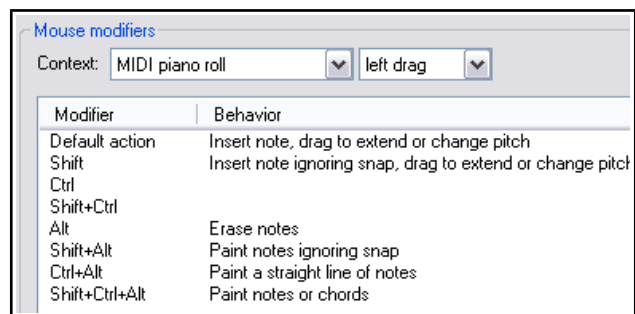 Mouse modifiers
Context: MIDI piano roll left drag
Modifier Behavior
Default action Insert note, drag to extend or change pitch
Shift Insert note ignoring snap, drag to extend or change pitch
Ctrl
Shift+Ctrl
Alt Erase notes
Shift+Alt Paint notes ignoring snap
Ctrl+Alt Paint a straight line of notes
Shift+Ctrl+Alt Paint notes or chords